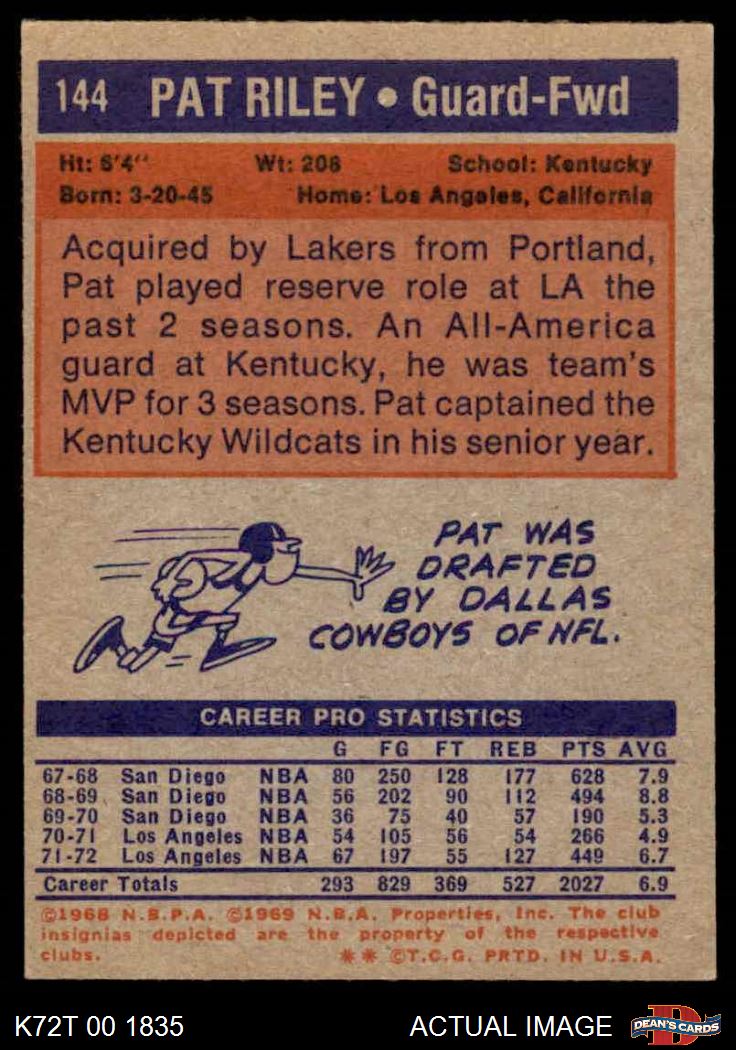 144 PAT RILEY • Guard-Fwd
Ht: 6'4" Wt: 206 School: Kentucky
Born: 3-20-45 Home: Los Angeles, California
Acquired by Lakers from Portland,
Pat played reserve role at LA the
past 2 seasons. An All-America
guard at Kentucky, he was team's
MVP for 3 seasons. Pat captained the
Kentucky Wildcats in his senior year.
PAT WAS
DRAFTED
BY DALLAS
COWBOYS OF NFL.
CAREER PRO STATISTICS
G FG FT REB PTS AVG
67-68 San Diego NBA 80 250 128 177 628 7.9
68-69 San Diego NBA 56 202 90 112 494 8.8
69-70 San Diego NBA 36 75 40 57 190 5.3
70-71 Los Angeles NBA 54 105 56 54 266 4.9
71-72 Los Angeles NBA 67 197 55 127 449 6.7
Career Totals 293 829 369 527 2027 6.9
©1968 N.B.P.A. ©1969 N.B.A. Properties, Inc. The club
insignias depicted are the property of the respective
clubs. ** ©T.C.G. PRTD. IN U.S.A.
K72T 00 1835 ACTUAL IMAGE D DEAN'S CARDS